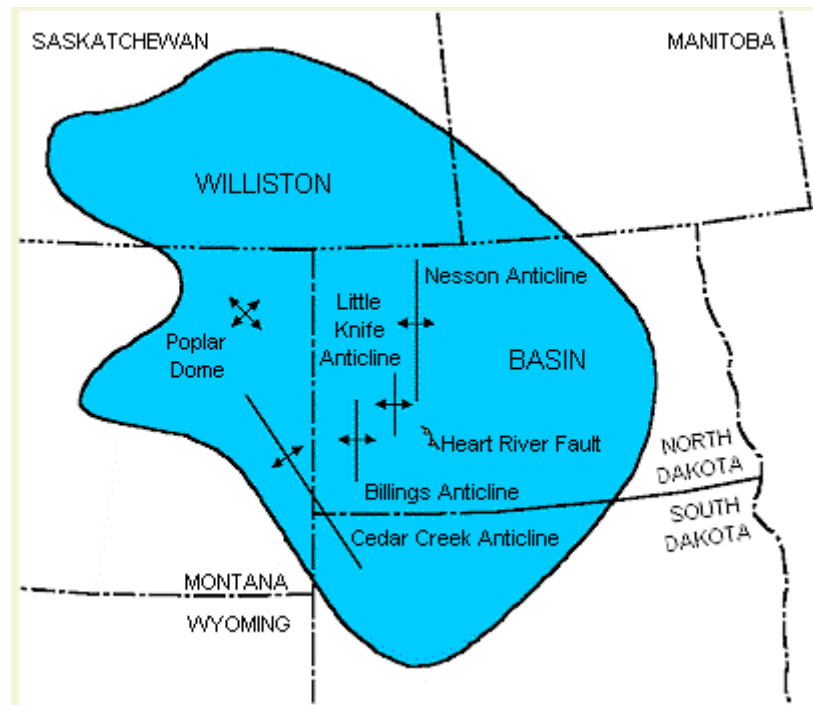 SASKATCHEWAN
MANITOBA
WILLISTON
Nesson Anticline
Little
Knife
Anticline
Poplar
Dome
BASIN
Heart River Fault
NORTH
DAKOTA
Billings Anticline
SOUTH
DAKOTA
Cedar Creek Anticline
MONTANA
WYOMING